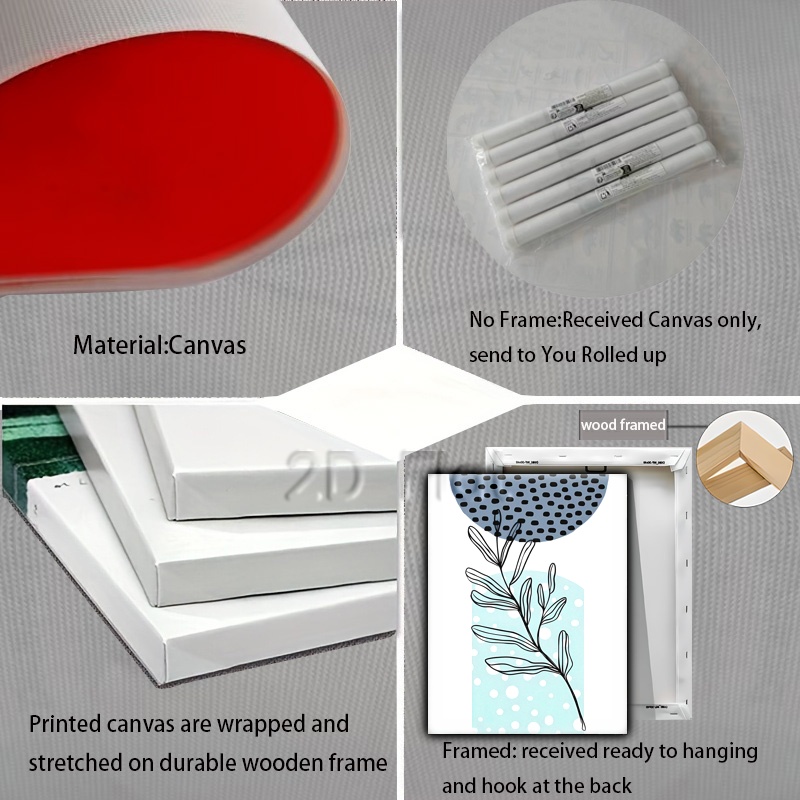 Material:Canvas
No Frame:Received Canvas only,
send to You Rolled up
2D
wood framed
Printed canvas are wrapped and
stretched on durable wooden frame
Framed: received ready to hanging
and hook at the back